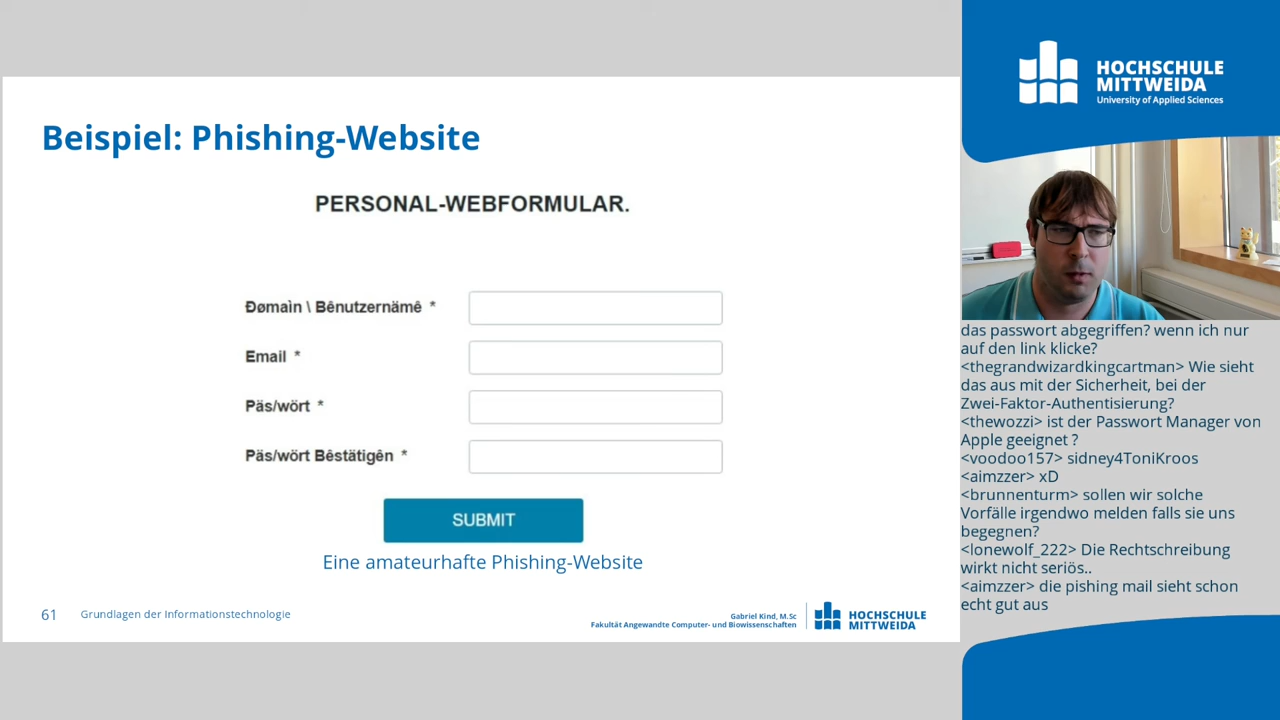 Beispiel: Phishing-Website
PERSONAL-WEBFORMULAR.
Đømaìn \ Bênutzernämê *
Email *
Päs/wört *
Päs/wört Bêstätigên *
SUBMIT
Eine amateurhafte Phishing-Website
61 Grundlagen der Informationstechnologie
Gabriel Kind, M.Sc
Fakultät Angewandte Computer- und Biowissenschaften
HOCHSCHULE
MITTWEIDA
HOCHSCHULE
MITTWEIDA
University of Applied Sciences
das passwort abgegriffen? wenn ich nur
auf den link klicke?
<thegrandwizardkingcartman> Wie sieht
das aus mit der Sicherheit, bei der
Zwei-Faktor-Authentisierung?
<thewozzi> ist der Passwort Manager von
Apple geeignet ?
<voodoo157> sidney4ToniKroos
<aimzzer> xD
<brunnenturm> sollen wir solche
Vorfälle irgendwo melden falls sie uns
begegnen?
<lonewolf_222> Die Rechtschreibung
wirkt nicht seriös..
<aimzzer> die pishing mail sieht schon
echt gut aus